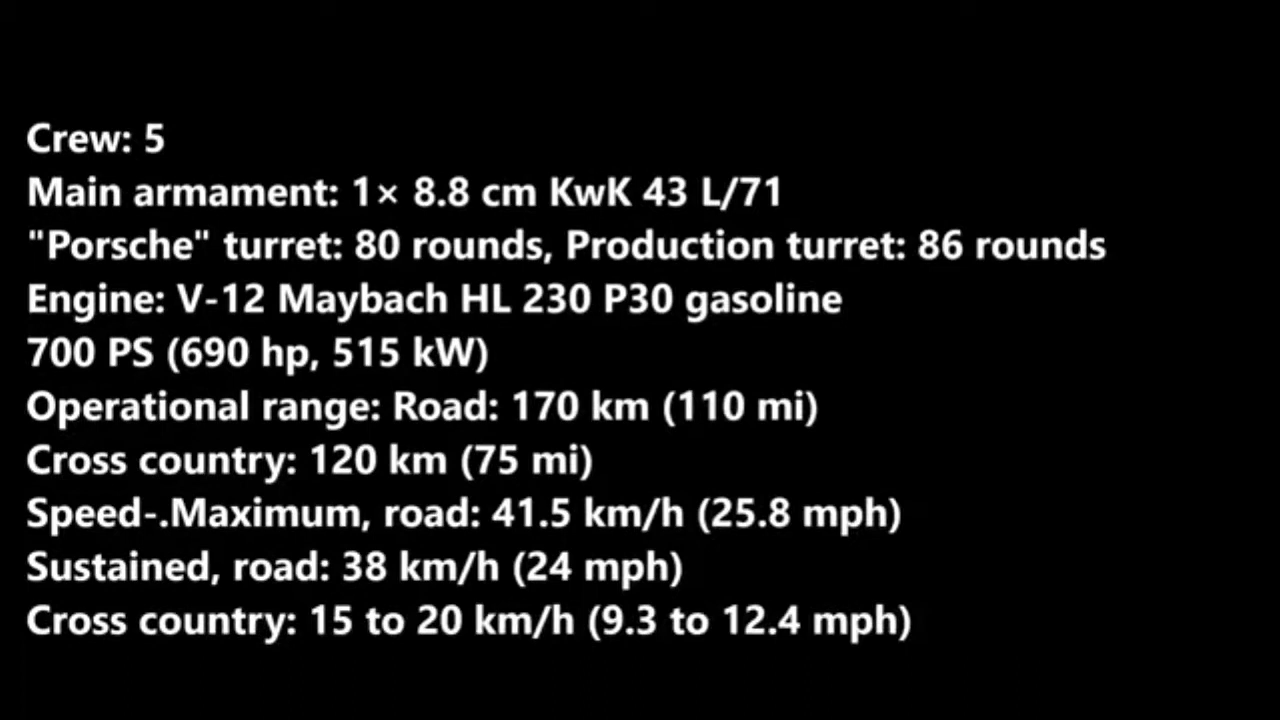 Crew: 5
Main armament: 1× 8.8 cm KwK 43 L/71
"Porsche" turret: 80 rounds, Production turret: 86 rounds
Engine: V-12 Maybach HL 230 P30 gasoline
700 PS (690 hp, 515 kW)
Operational range: Road: 170 km (110 mi)
Cross country: 120 km (75 mi)
Speed-.Maximum, road: 41.5 km/h (25.8 mph)
Sustained, road: 38 km/h (24 mph)
Cross country: 15 to 20 km/h (9.3 to 12.4 mph)